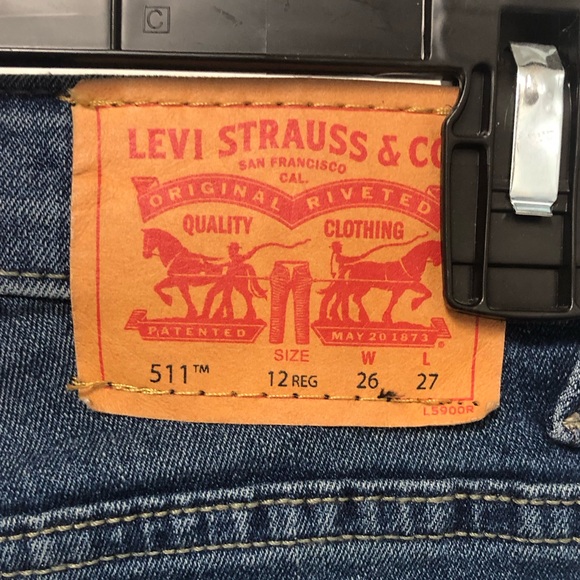 C
LEVI STRAUSS & CO
SAN FRANCISCO
CAL.
ORIGINAL RIVETED
QUALITY CLOTHING
PATENTED MAY 20 1873 ®
SIZE W L
511™ 12 REG 26 27
L5900R